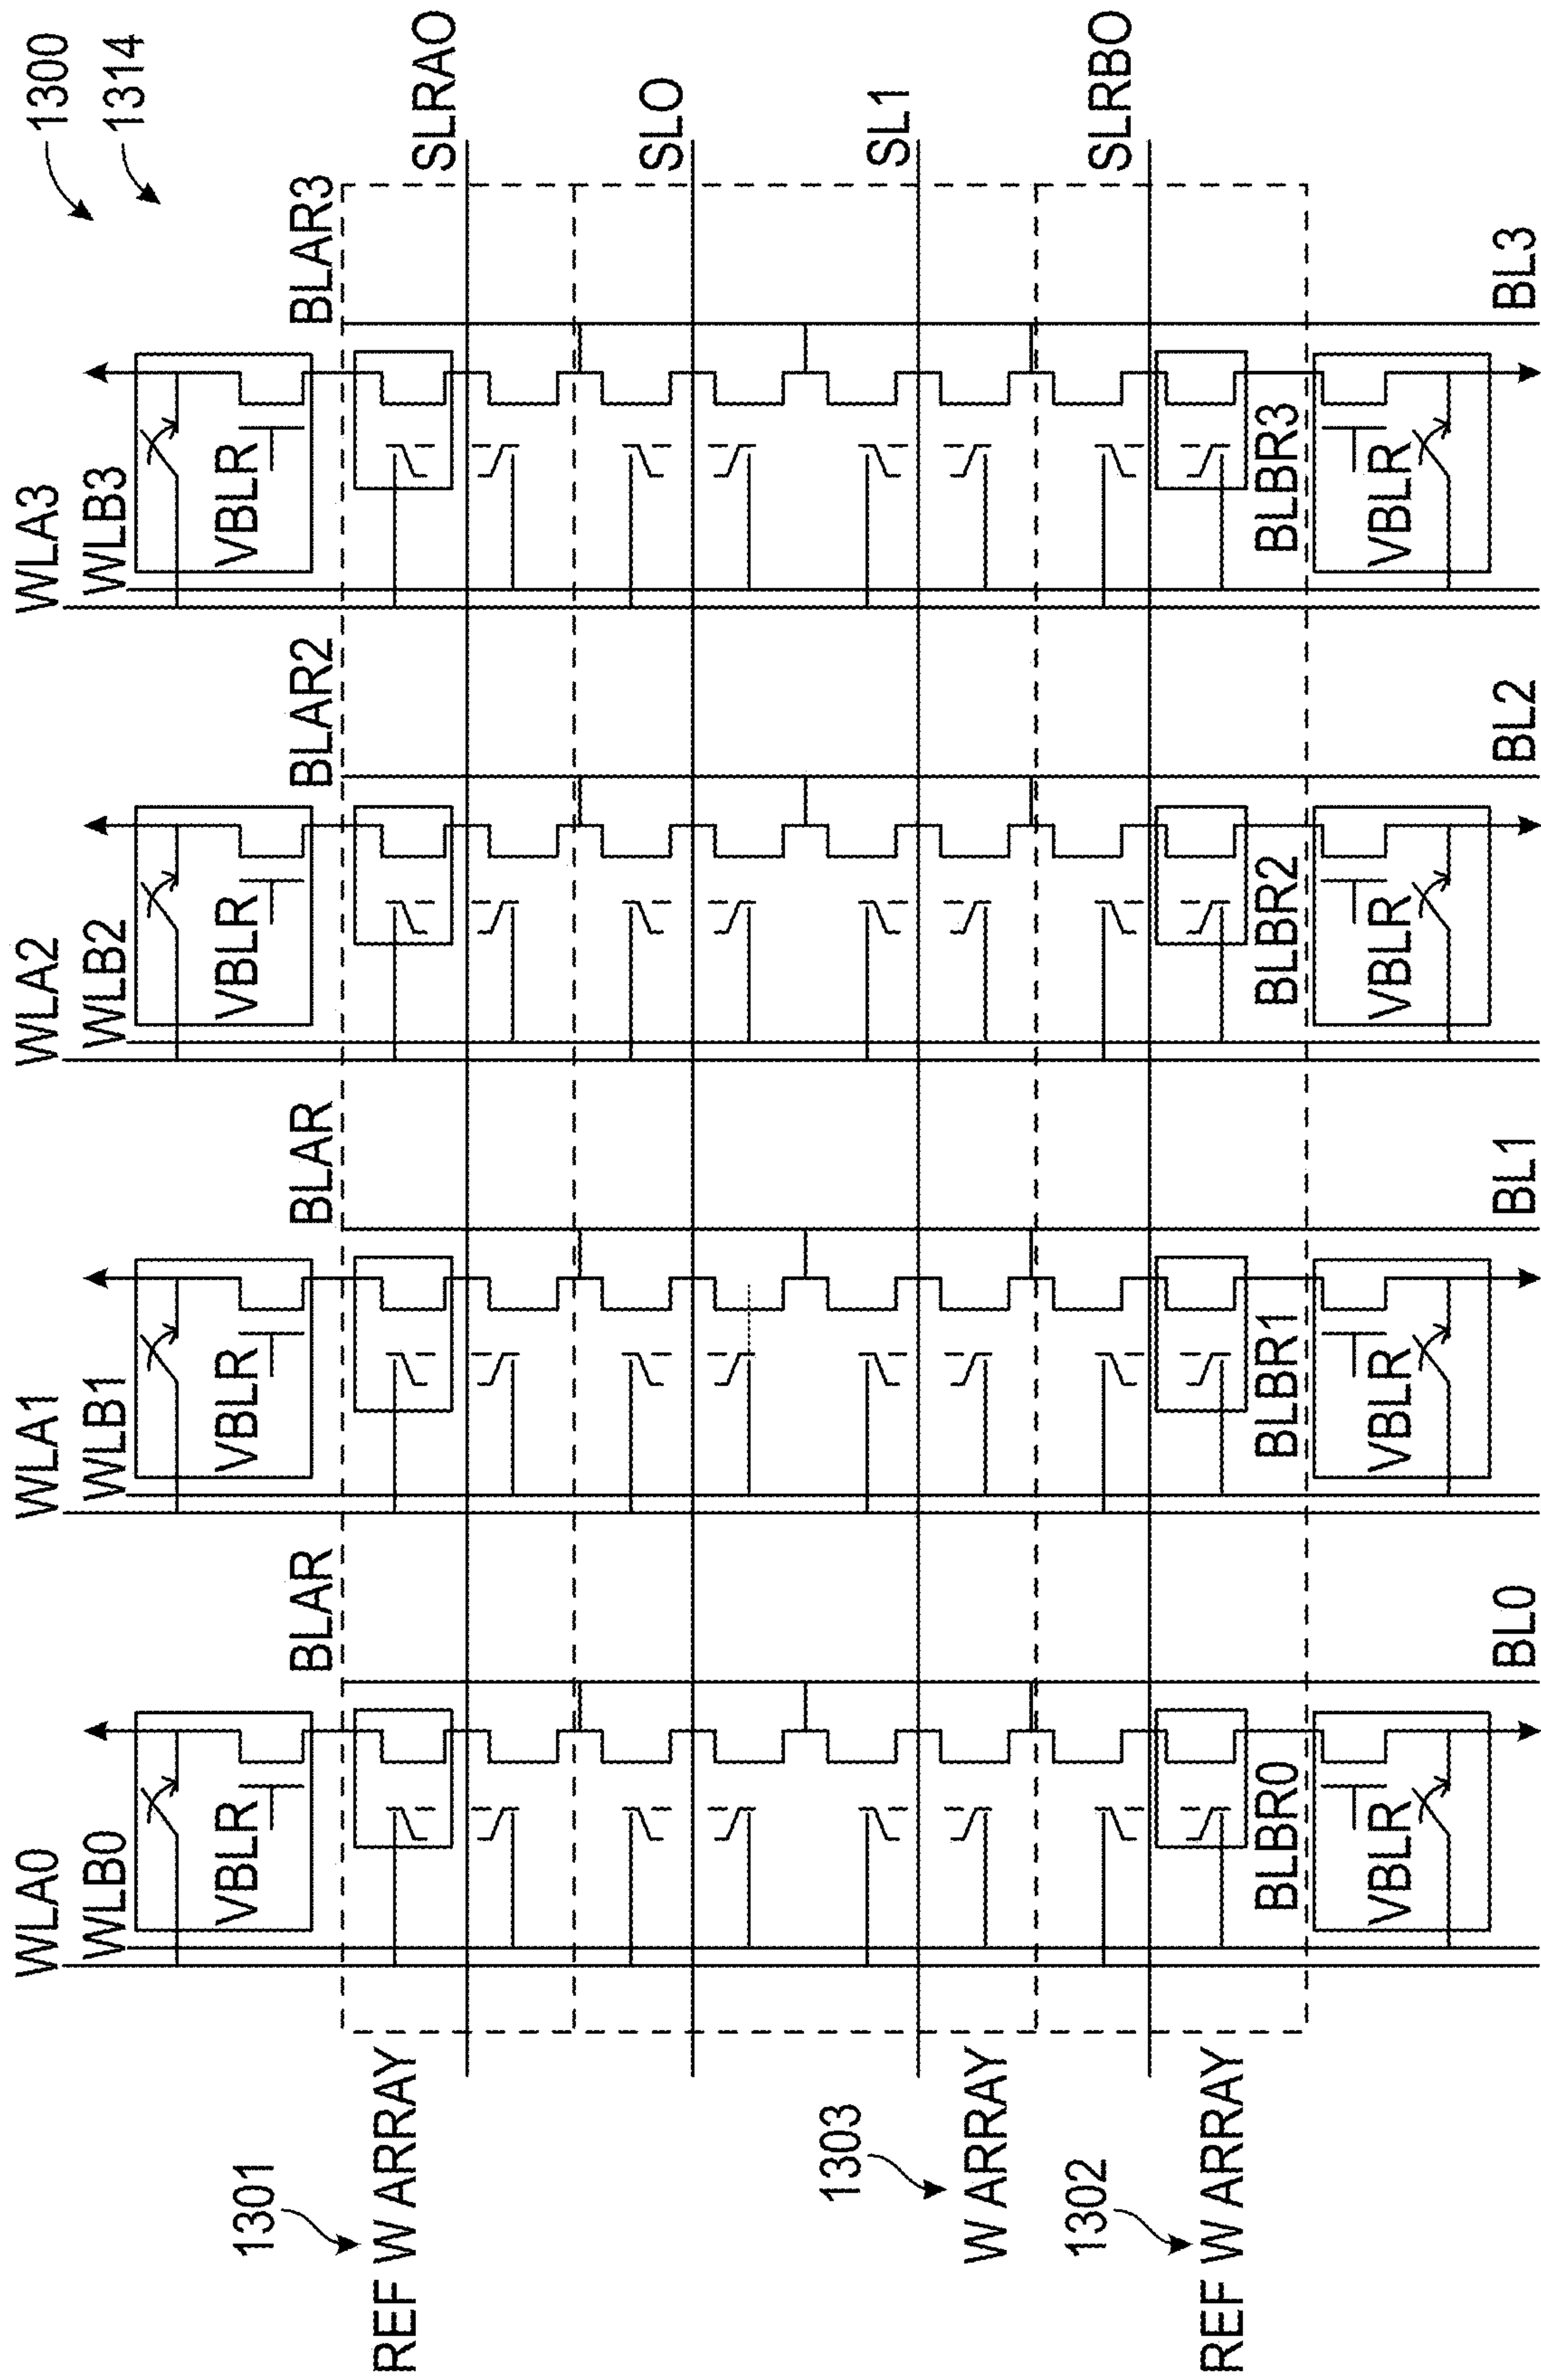 1300
1314
WLA0
WLA1
WLA2
WLA3
WLB0
WLB1
WLB2
WLB3
VBLR
VBLR
VBLR
VBLR
BLAR
BLAR
BLAR2
BLAR3
1301
REF W ARRAY
SLRAO
SLO
1303
SL1
W ARRAY
1302
SLRBO
REF W ARRAY
BLBR0
BLBR1
BLBR2
BLBR3
VBLR
VBLR
VBLR
VBLR
BL0
BL1
BL2
BL3